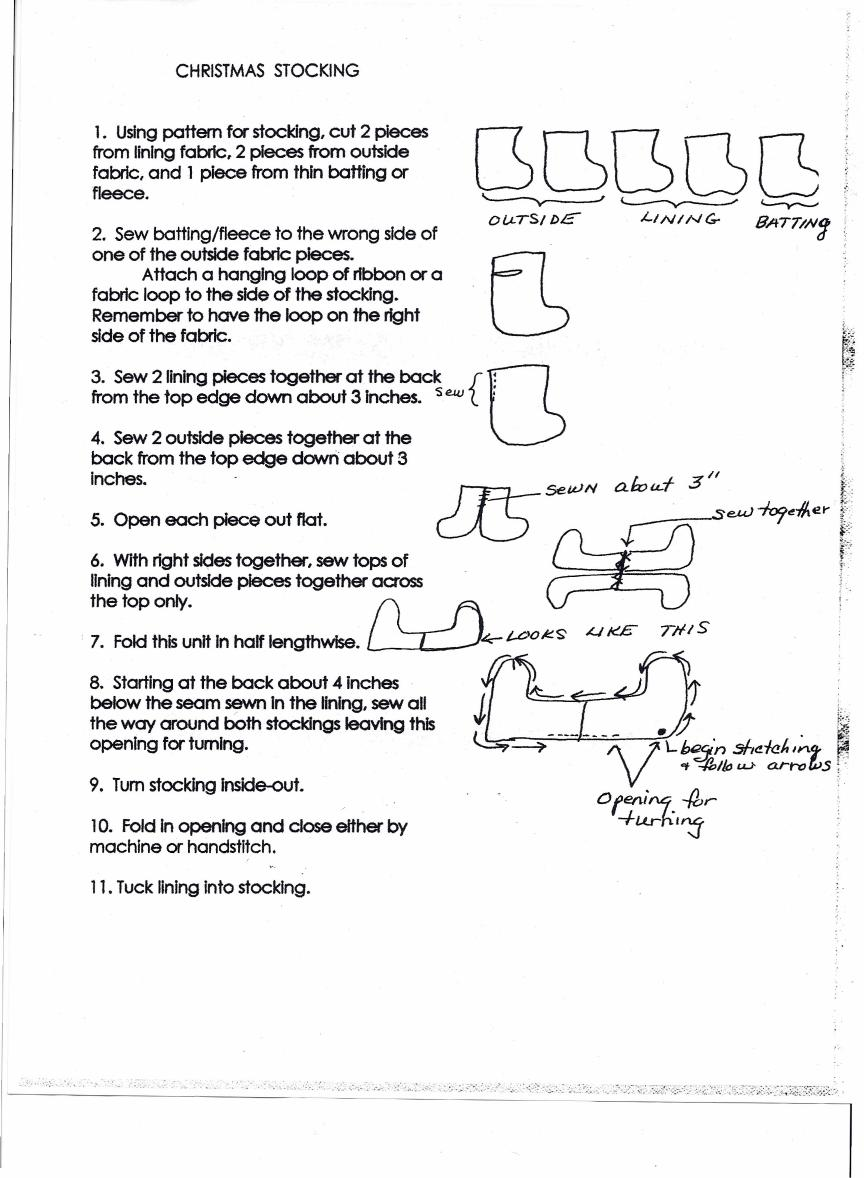 CHRISTMAS STOCKING
1. Using pattern for stocking, cut 2 pieces
from lining fabric, 2 pieces from outside
fabric, and 1 piece from thin batting or
fleece.
OUTSIDE
LINING
BATTING
2. Sew batting/fleece to the wrong side of
one of the outside fabric pieces.
Attach a hanging loop of ribbon or a
fabric loop to the side of the stocking.
Remember to have the loop on the right
side of the fabric.
3. Sew 2 lining pieces together at the back
from the top edge down about 3 inches.
Sew
4. Sew 2 outside pieces together at the
back from the top edge down about 3
inches.
SEWN about 3"
5. Open each piece out flat.
sew together
6. With right sides together, sew tops of
lining and outside pieces together across
the top only.
7. Fold this unit in half lengthwise.
LOOKS LIKE THIS
8. Starting at the back about 4 inches
below the seam sewn in the lining, sew all
the way around both stockings leaving this
opening for turning.
begin stretching
+ follow arrows
Opening for
turning
9. Turn stocking inside-out.
10. Fold in opening and close either by
machine or handstitch.
11. Tuck lining into stocking.